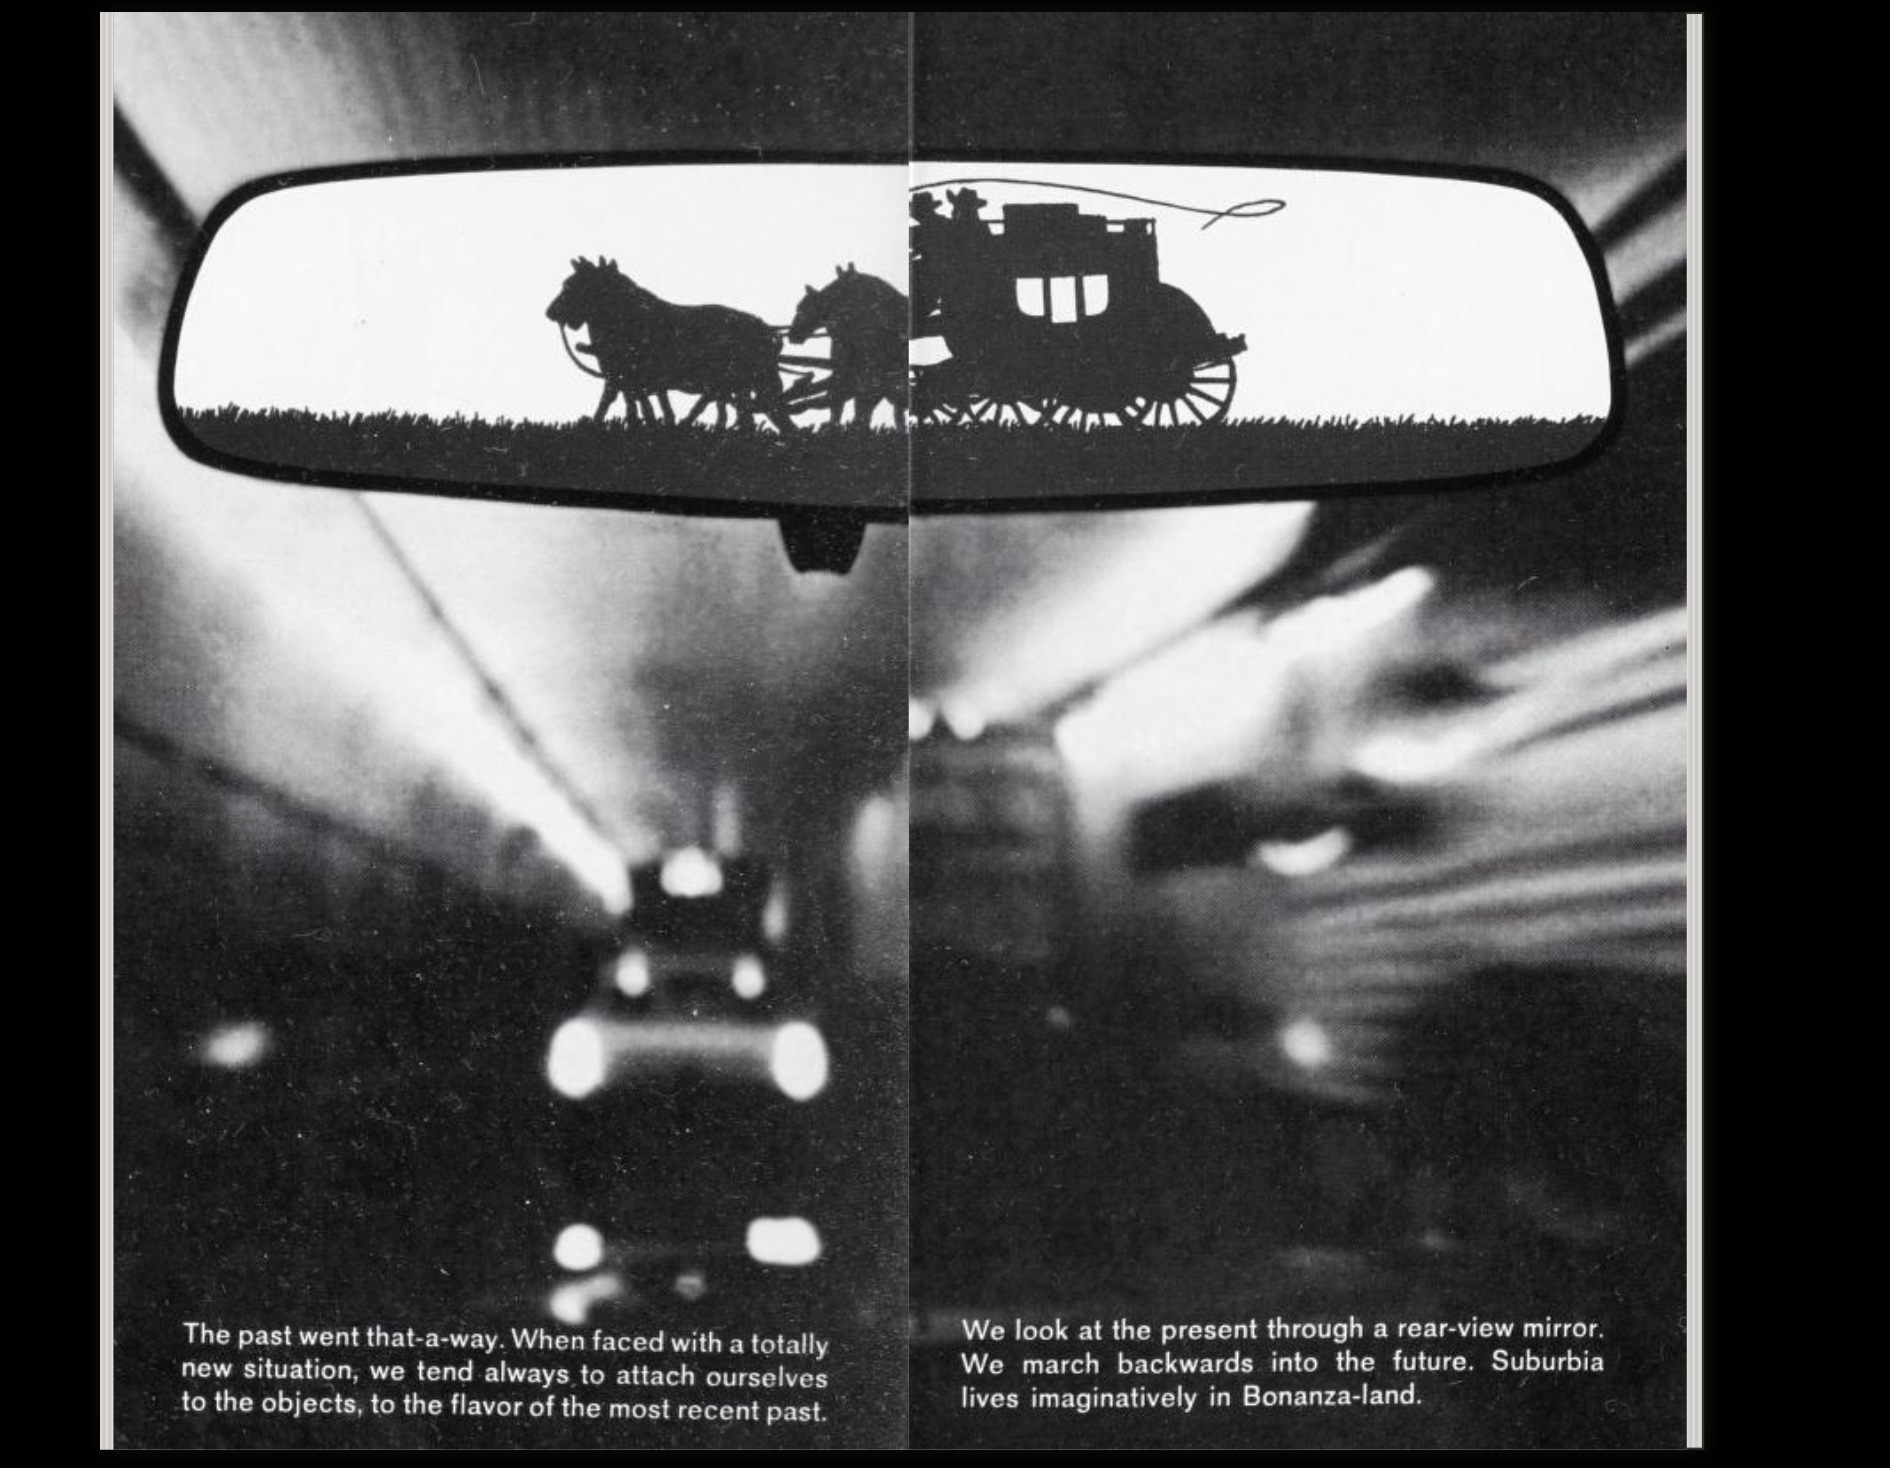 The past went that-a-way. When faced with a totally
new situation, we tend always to attach ourselves
to the objects, to the flavor of the most recent past.
We look at the present through a rear-view mirror.
We march backwards into the future. Suburbia
lives imaginatively in Bonanza-land.